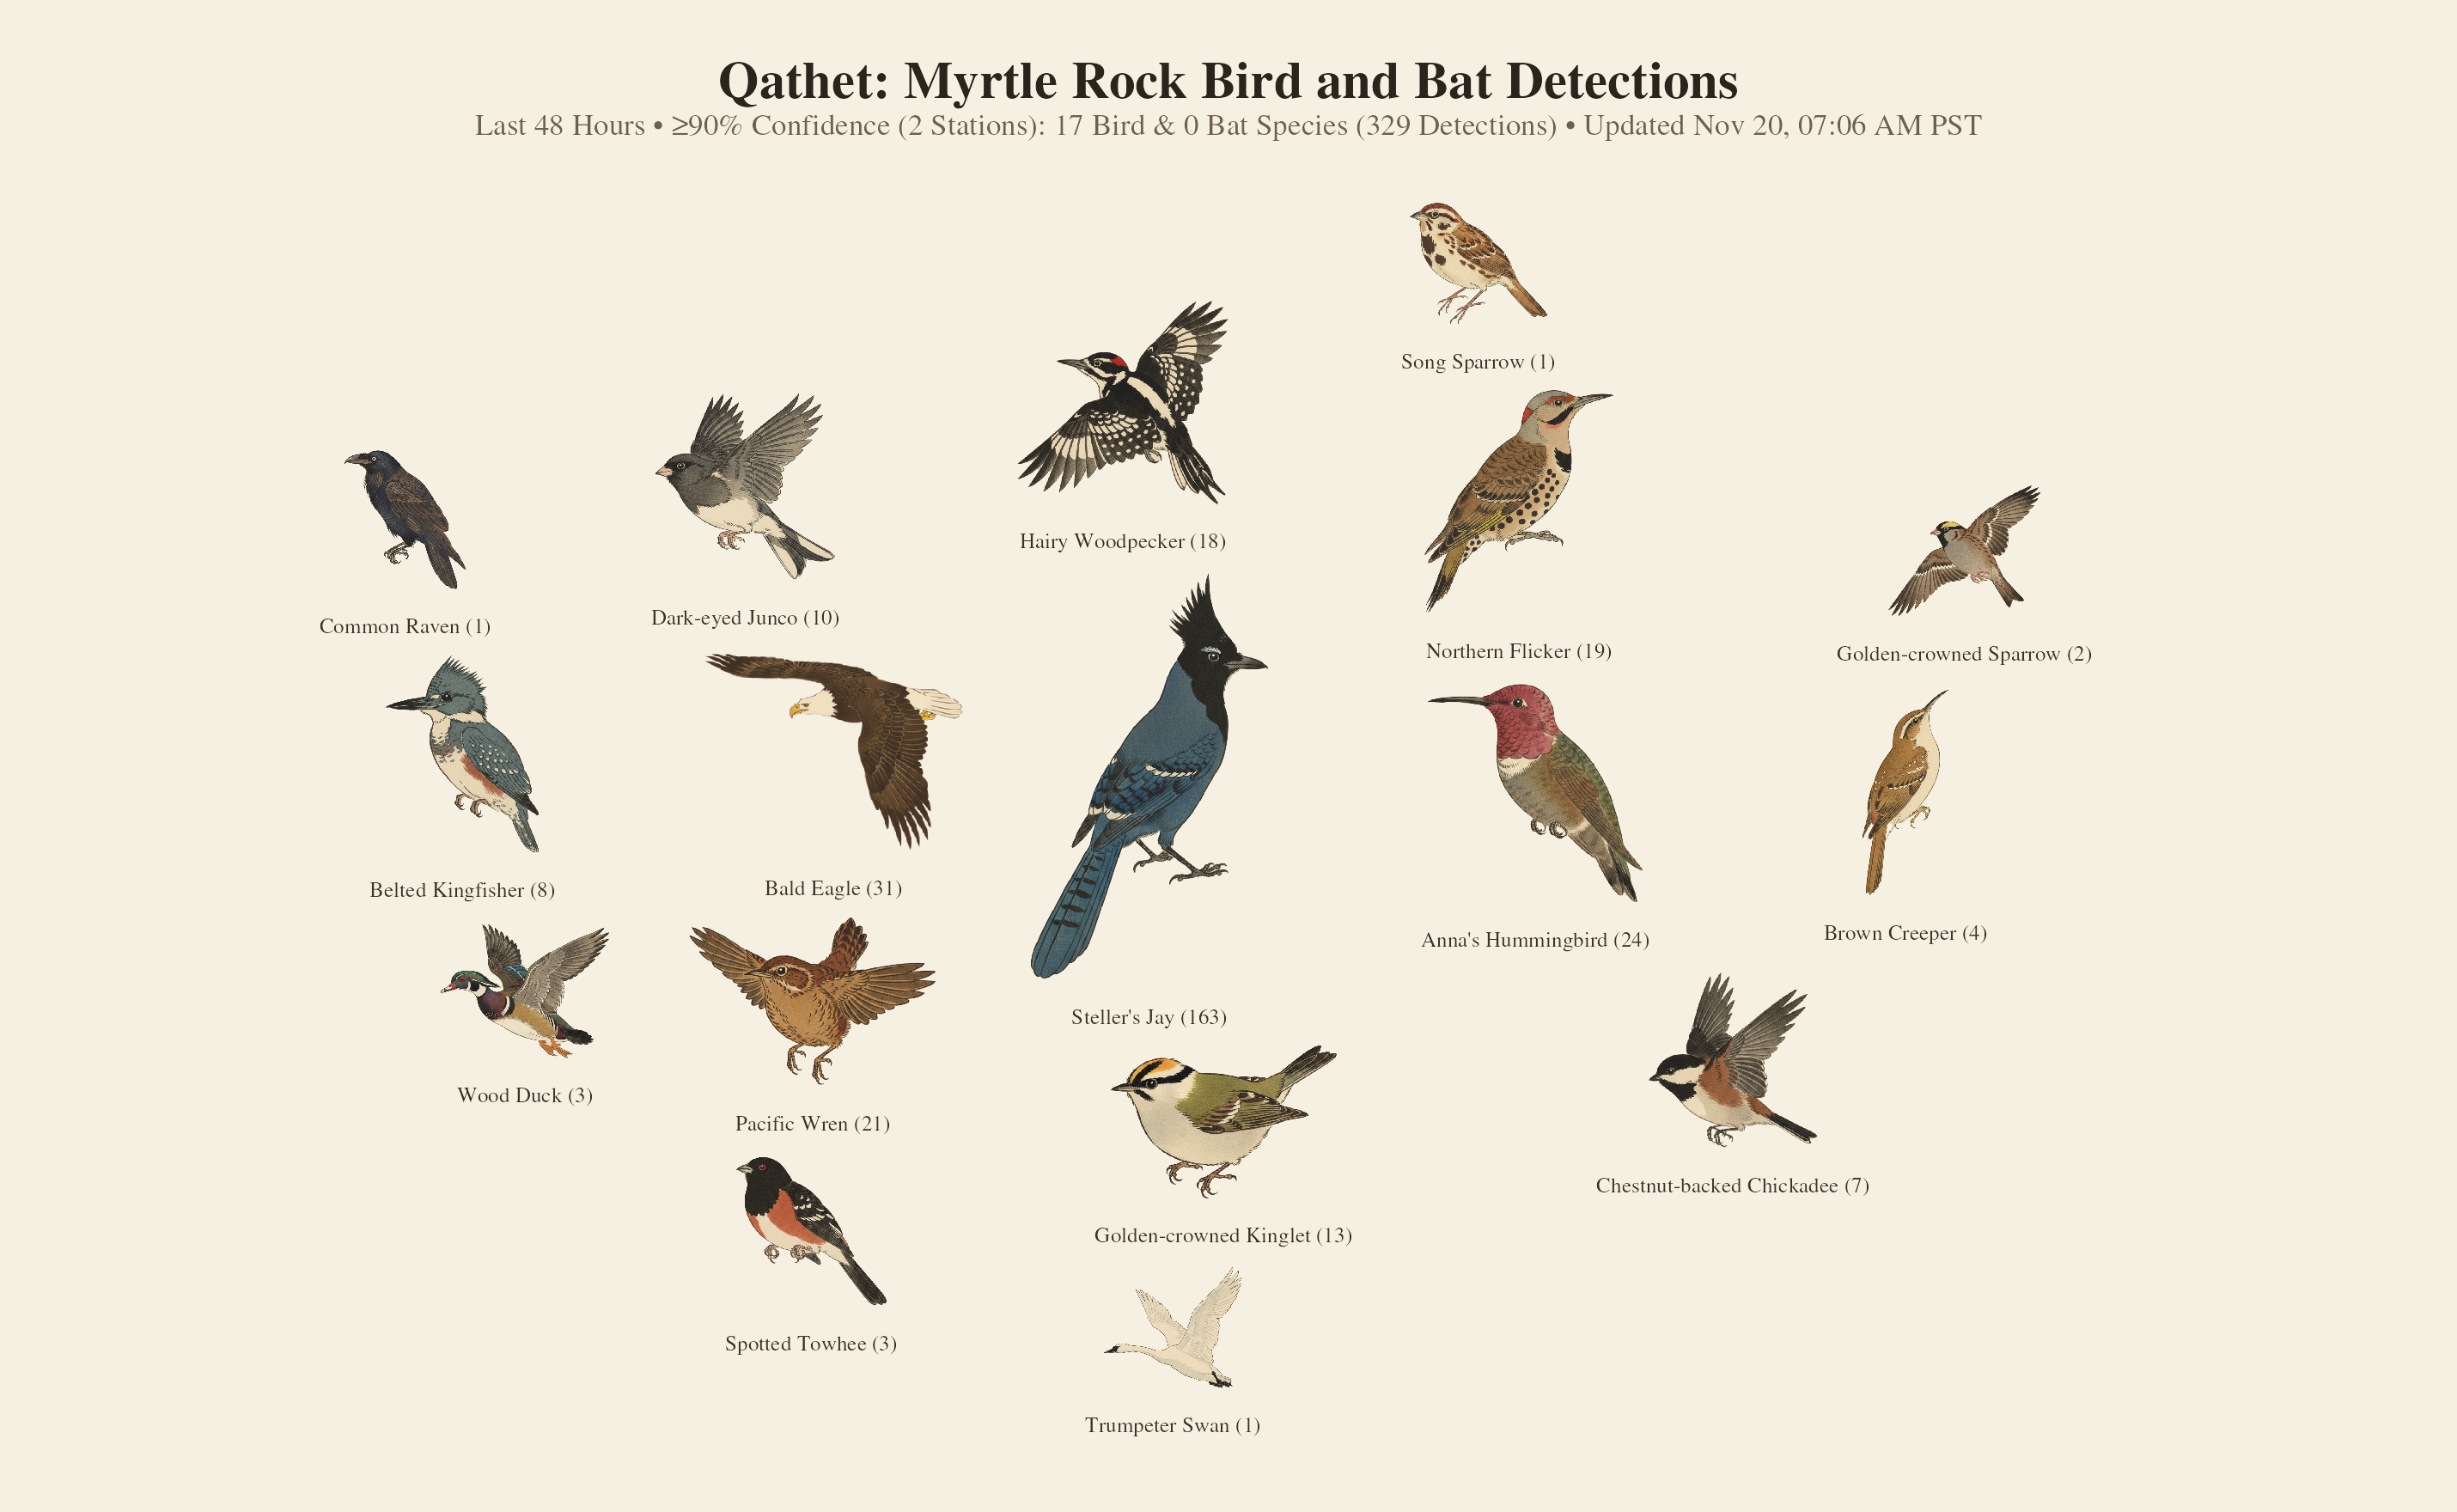 Qathet: Myrtle Rock Bird and Bat Detections
Last 48 Hours • ≥90% Confidence (2 Stations): 17 Bird & 0 Bat Species (329 Detections) • Updated Nov 20, 07:06 AM PST
Song Sparrow (1)
Hairy Woodpecker (18)
Dark-eyed Junco (10)
Common Raven (1)
Northern Flicker (19)
Golden-crowned Sparrow (2)
Belted Kingfisher (8)
Bald Eagle (31)
Anna's Hummingbird (24)
Brown Creeper (4)
Steller's Jay (163)
Wood Duck (3)
Pacific Wren (21)
Chestnut-backed Chickadee (7)
Golden-crowned Kinglet (13)
Spotted Towhee (3)
Trumpeter Swan (1)